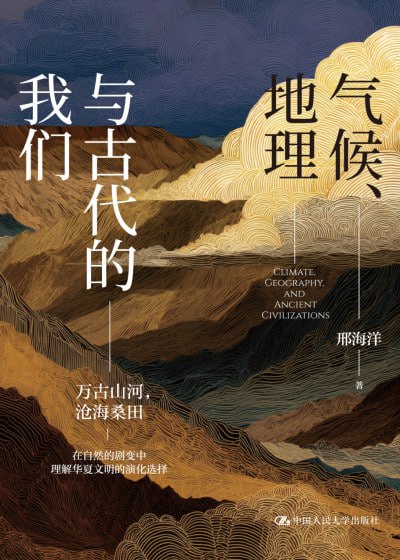 气候、
地理
与古代的
我们
CLIMATE,
GEOGRAPHY,
AND
ANCIENT
CIVILIZATIONS
邢海洋
著
万古山河，
沧海桑田
在自然的剧变中
理解华夏文明的演化选择
中国人民大学出版社